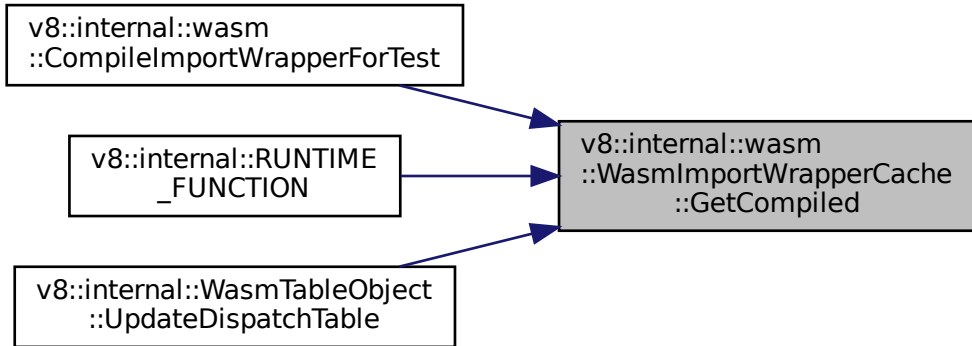 v8::internal::wasm
::CompileImportWrapperForTest
v8::internal::RUNTIME
_FUNCTION
v8::internal::WasmTableObject
::UpdateDispatchTable
v8::internal::wasm
::WasmImportWrapperCache
::GetCompiled